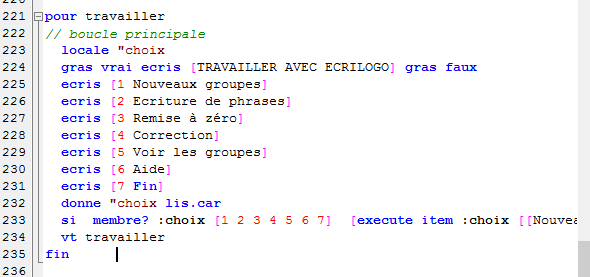 221 pour travailler
222 // boucle principale
223 locale "choix
224 gras vrai ecris [TRAVAILLER AVEC ECRILOGO] gras faux
225 ecris [1 Nouveaux groupes]
226 ecris [2 Ecriture de phrases]
227 ecris [3 Remise à zéro]
228 ecris [4 Correction]
229 ecris [5 Voir les groupes]
230 ecris [6 Aide]
231 ecris [7 Fin]
232 donne "choix lis.car
233 si membre? :choix [1 2 3 4 5 6 7] [execute item :choix [[Nouvea
234 vt travailler
235 fin
236